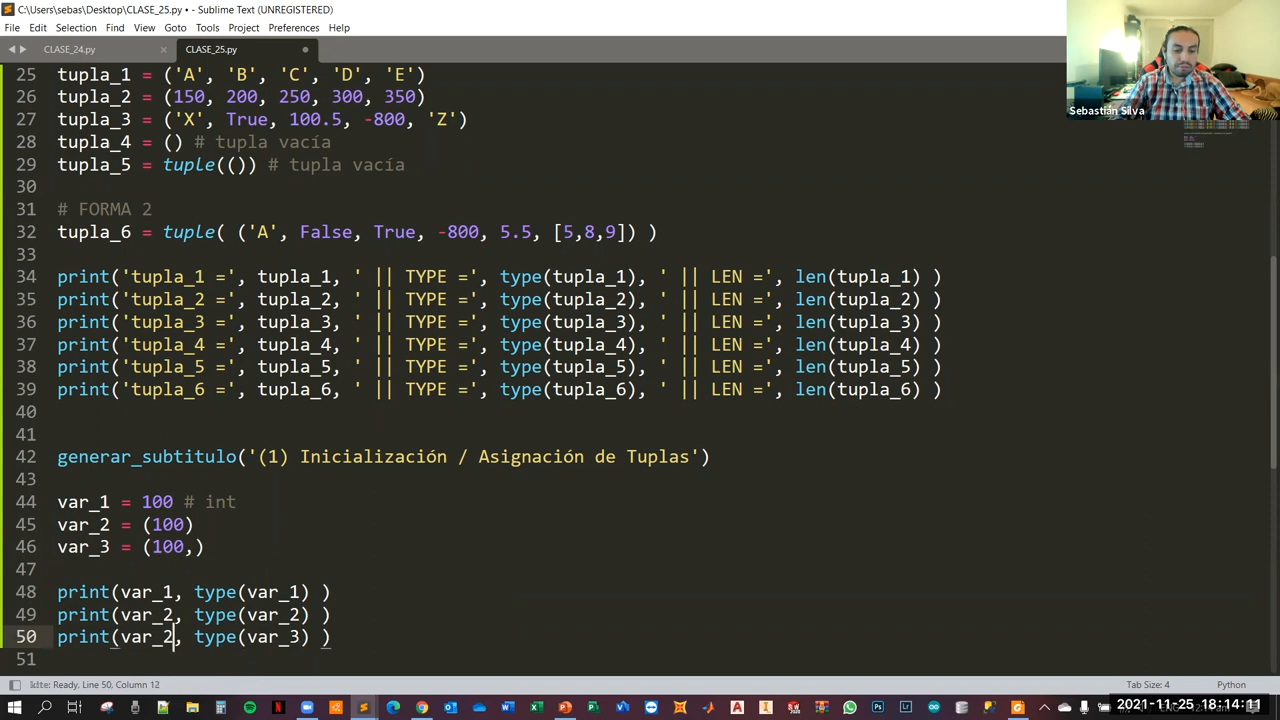 C:\Users\sebas\Desktop\CLASE_25.py • - Sublime Text (UNREGISTERED)
File Edit Selection Find View Goto Tools Project Preferences Help
CLASE_24.py CLASE_25.py
Sebastián Silva
25 tupla_1 = ('A', 'B', 'C', 'D', 'E')
26 tupla_2 = (150, 200, 250, 300, 350)
27 tupla_3 = ('X', True, 100.5, -800, 'Z')
28 tupla_4 = () # tupla vacía
29 tupla_5 = tuple(()) # tupla vacía
30
31 # FORMA 2
32 tupla_6 = tuple( ('A', False, True, -800, 5.5, [5,8,9]) )
33
34 print('tupla_1 =', tupla_1, ' || TYPE =', type(tupla_1), ' || LEN =', len(tupla_1) )
35 print('tupla_2 =', tupla_2, ' || TYPE =', type(tupla_2), ' || LEN =', len(tupla_2) )
36 print('tupla_3 =', tupla_3, ' || TYPE =', type(tupla_3), ' || LEN =', len(tupla_3) )
37 print('tupla_4 =', tupla_4, ' || TYPE =', type(tupla_4), ' || LEN =', len(tupla_4) )
38 print('tupla_5 =', tupla_5, ' || TYPE =', type(tupla_5), ' || LEN =', len(tupla_5) )
39 print('tupla_6 =', tupla_6, ' || TYPE =', type(tupla_6), ' || LEN =', len(tupla_6) )
40
41
42 generar_subtitulo('(1) Inicialización / Asignación de Tuplas')
43
44 var_1 = 100 # int
45 var_2 = (100)
46 var_3 = (100,)
47
48 print(var_1, type(var_1) )
49 print(var_2, type(var_2) )
50 print(var_2, type(var_3) )
51
kite: Ready, Line 50, Column 12 Tab Size: 4 Python
2021-11-25 18:14:11